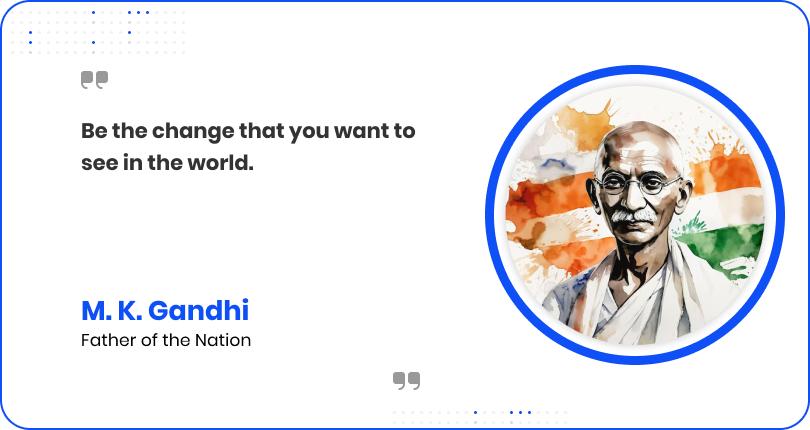 Be the change that you want to
see in the world.
M. K. Gandhi
Father of the Nation